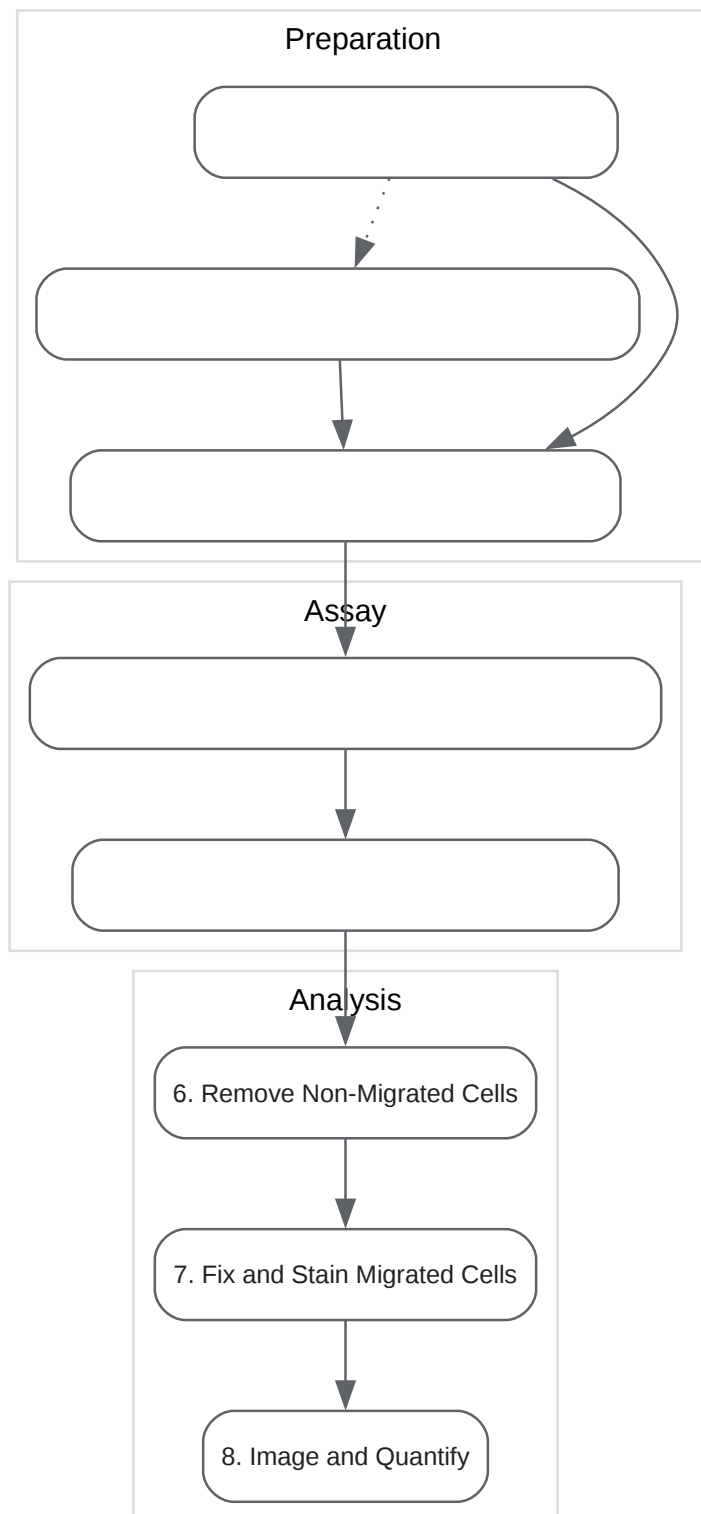 Preparation
Assay
Analysis
6. Remove Non-Migrated Cells
7. Fix and Stain Migrated Cells
8. Image and Quantify